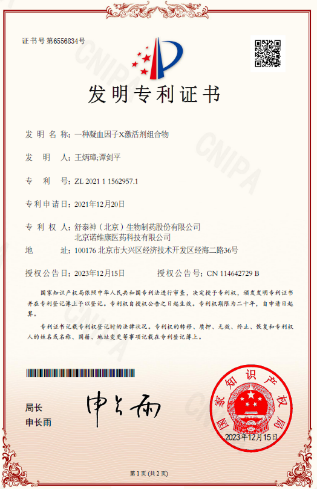 证书号第6556834号
发明专利证书
发 明 名 称：一种凝血因子X激活剂组合物
发 明 人：王炳璋;谭剑平
专 利 号：ZL 2021 1 1562957.1
专利申请日：2021年12月20日
专 利 权 人：舒泰神（北京）生物制药股份有限公司
北京诺维康医药科技有限公司
地 址：100176 北京市大兴区经济技术开发区经海二路36号
授权公告日：2023年12月15日 授权公告号：CN 114642729 B
国家知识产权局依照中华人民共和国专利法进行审查，决定授予专利权，颁发发明专利证书
并在专利登记簿上予以登记。专利权自授权公告之日起生效。专利权期限为二十年，自申请日起
算。
专利证书记载专利权登记时的法律状况。专利权的转移、质押、无效、终止、恢复和专利权
人的姓名或名称、国籍、地址变更等事项记载在专利登记簿上。
局长
申长雨
申长雨
国家知识产权局
2023年12月15日
第 1 页 (共 2 页)
CNIPA
CNIPA
CNIPA